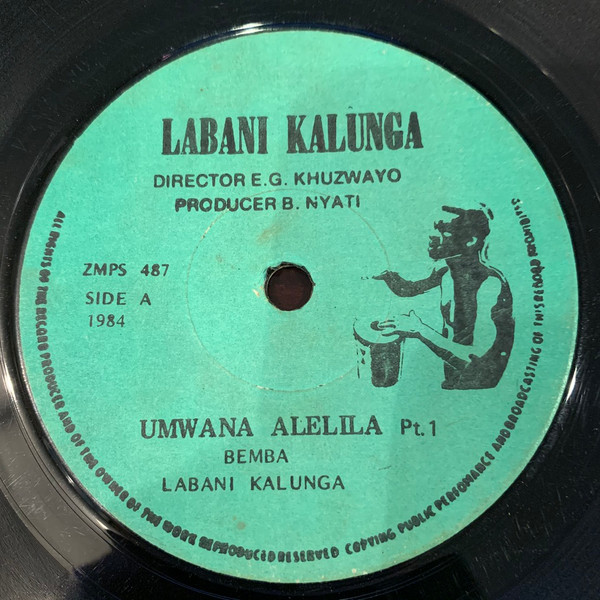 LABANI KALUNGA
DIRECTOR E.G. KHUZWAYO
PRODUCER B. NYATI
ZMPS 487
SIDE A
1984
UMWANA ALELILA Pt.1
BEMBA
LABANI KALUNGA
ALL RIGHTS OF THE RECORD PRODUCER AND OF THE OWNER OF THE WORK REPRODUCED RESERVED COPYING PUBLIC PERFOMANCE AND BROADCASTING OF THIS RECORD PROHIBITED